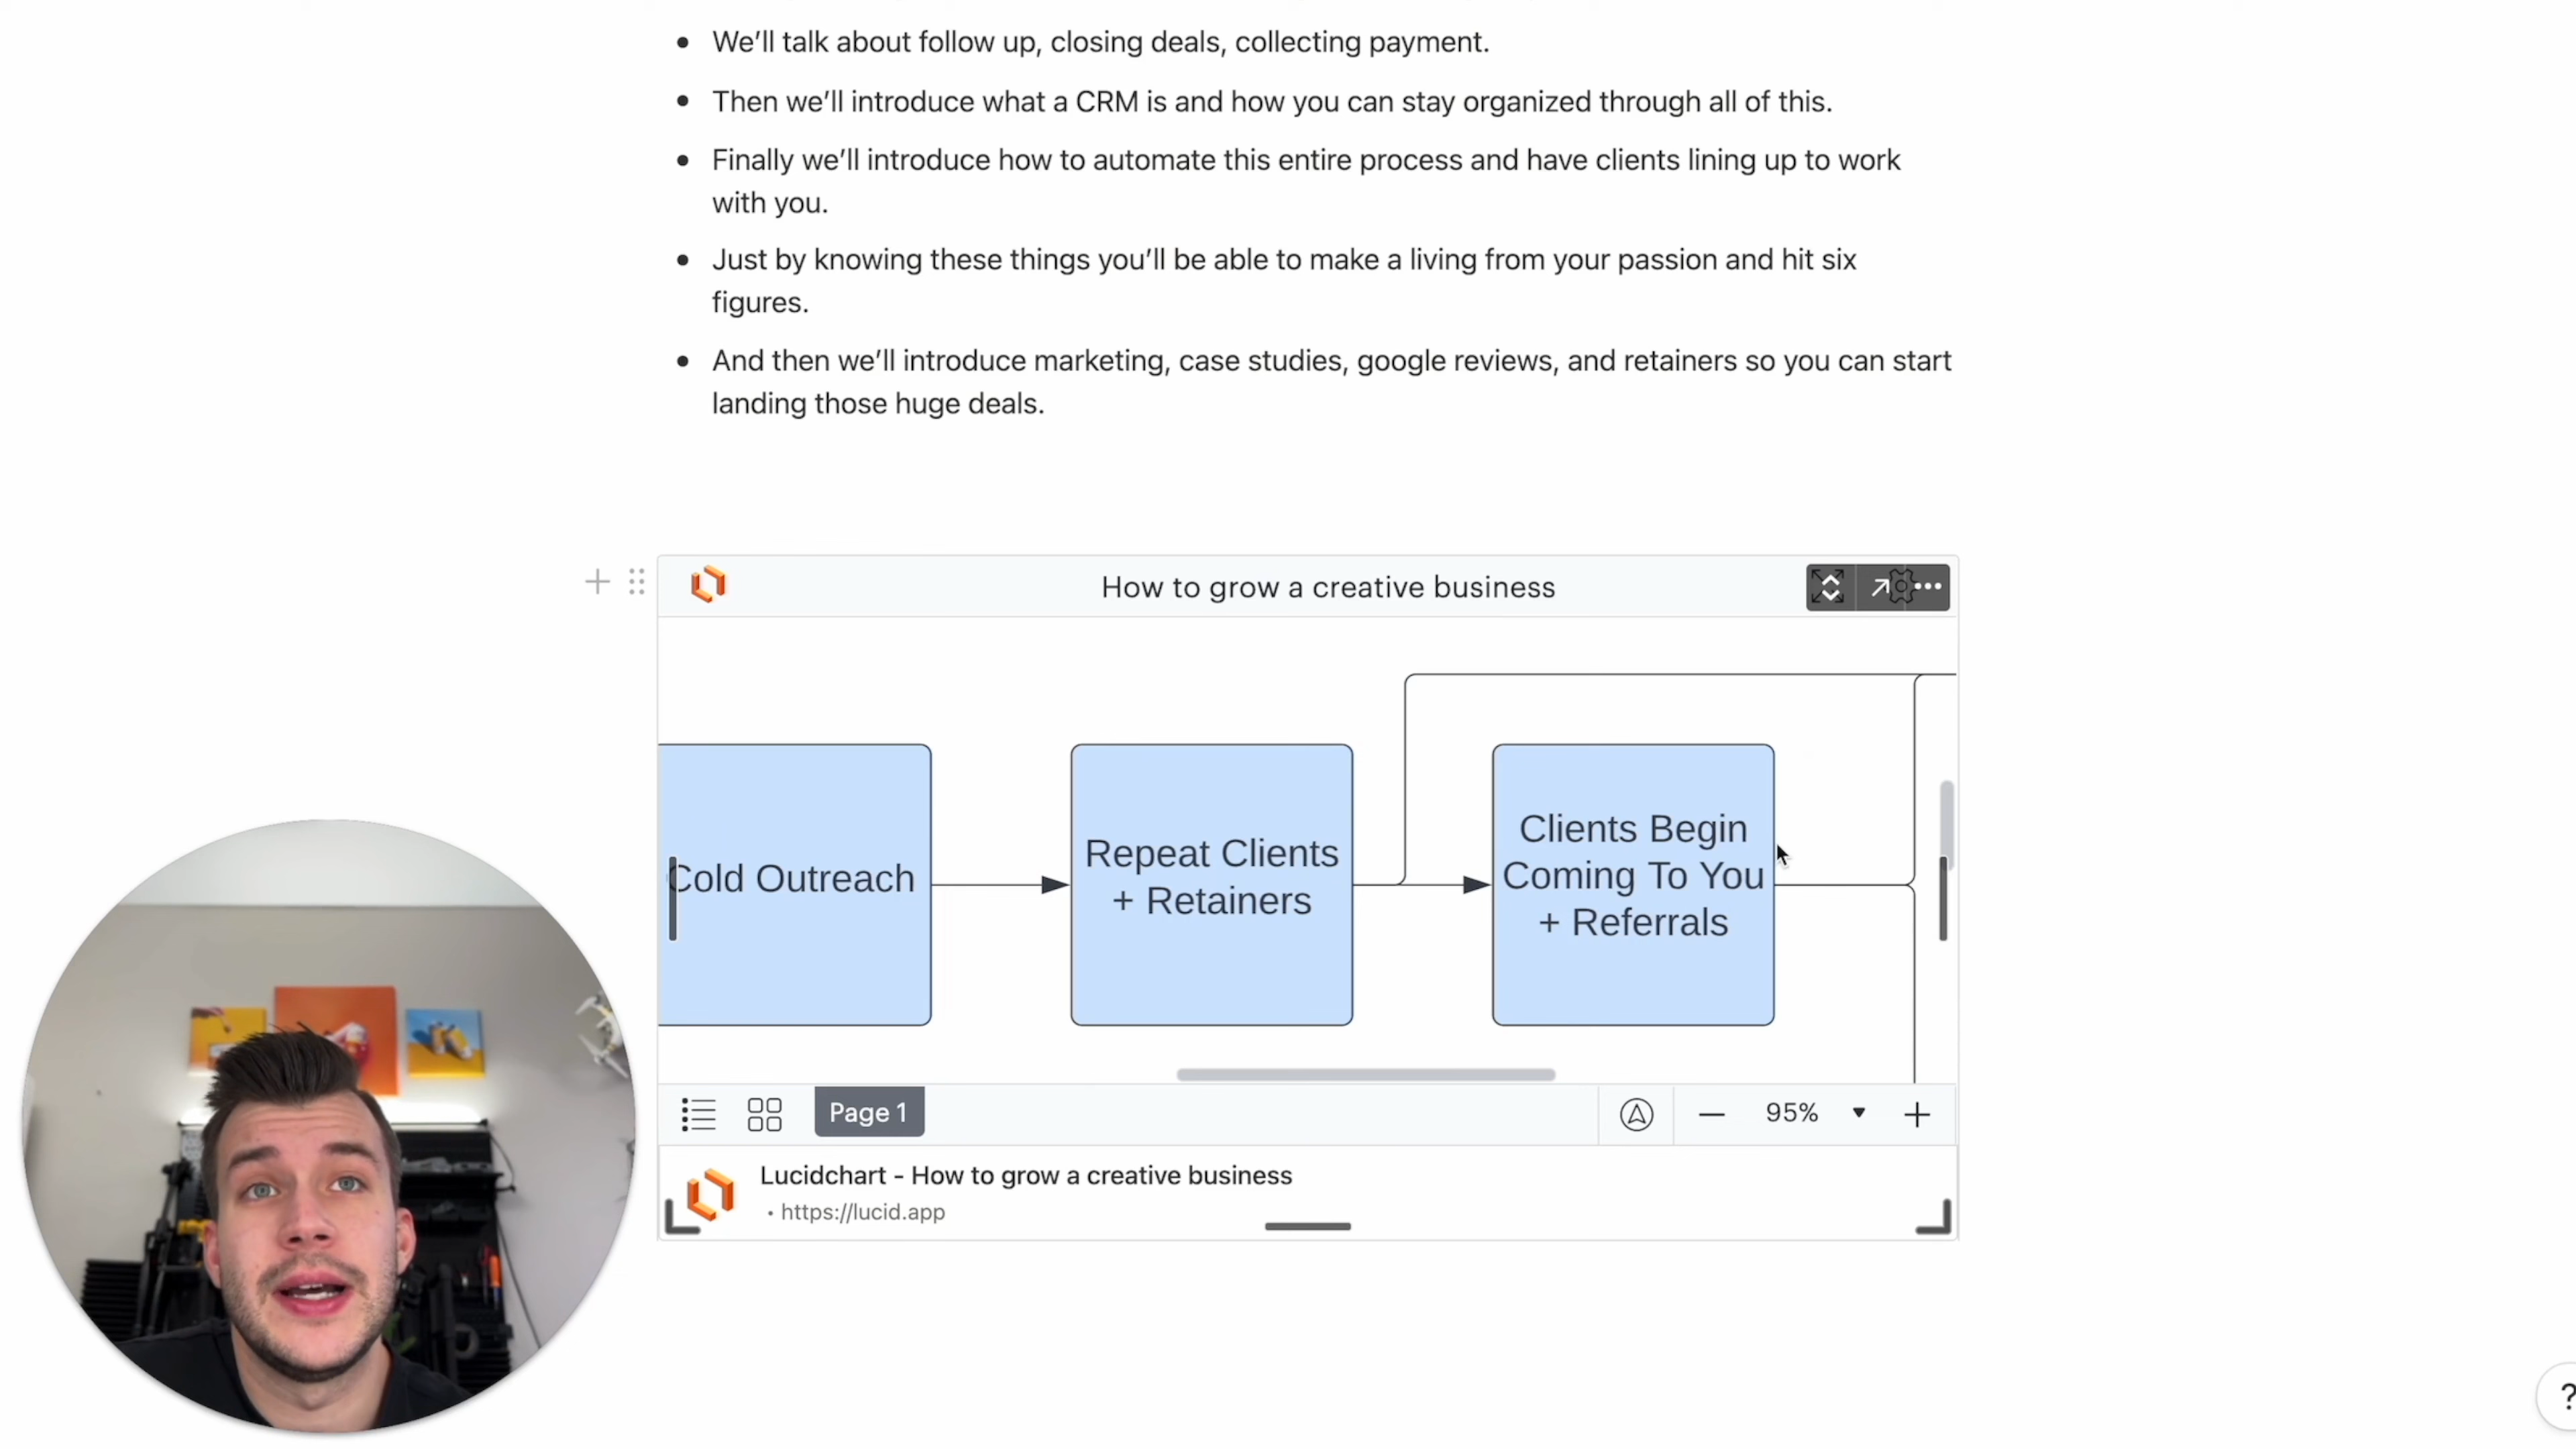 We’ll talk about follow up, closing deals, collecting payment.
Then we’ll introduce what a CRM is and how you can stay organized through all of this.
Finally we’ll introduce how to automate this entire process and have clients lining up to work
with you.
Just by knowing these things you’ll be able to make a living from your passion and hit six
figures.
And then we’ll introduce marketing, case studies, google reviews, and retainers so you can start
landing those huge deals.
How to grow a creative business
Cold Outreach
Repeat Clients
+ Retainers
Clients Begin
Coming To You
+ Referrals
Page 1
95%
Lucidchart - How to grow a creative business
• https://lucid.app
?